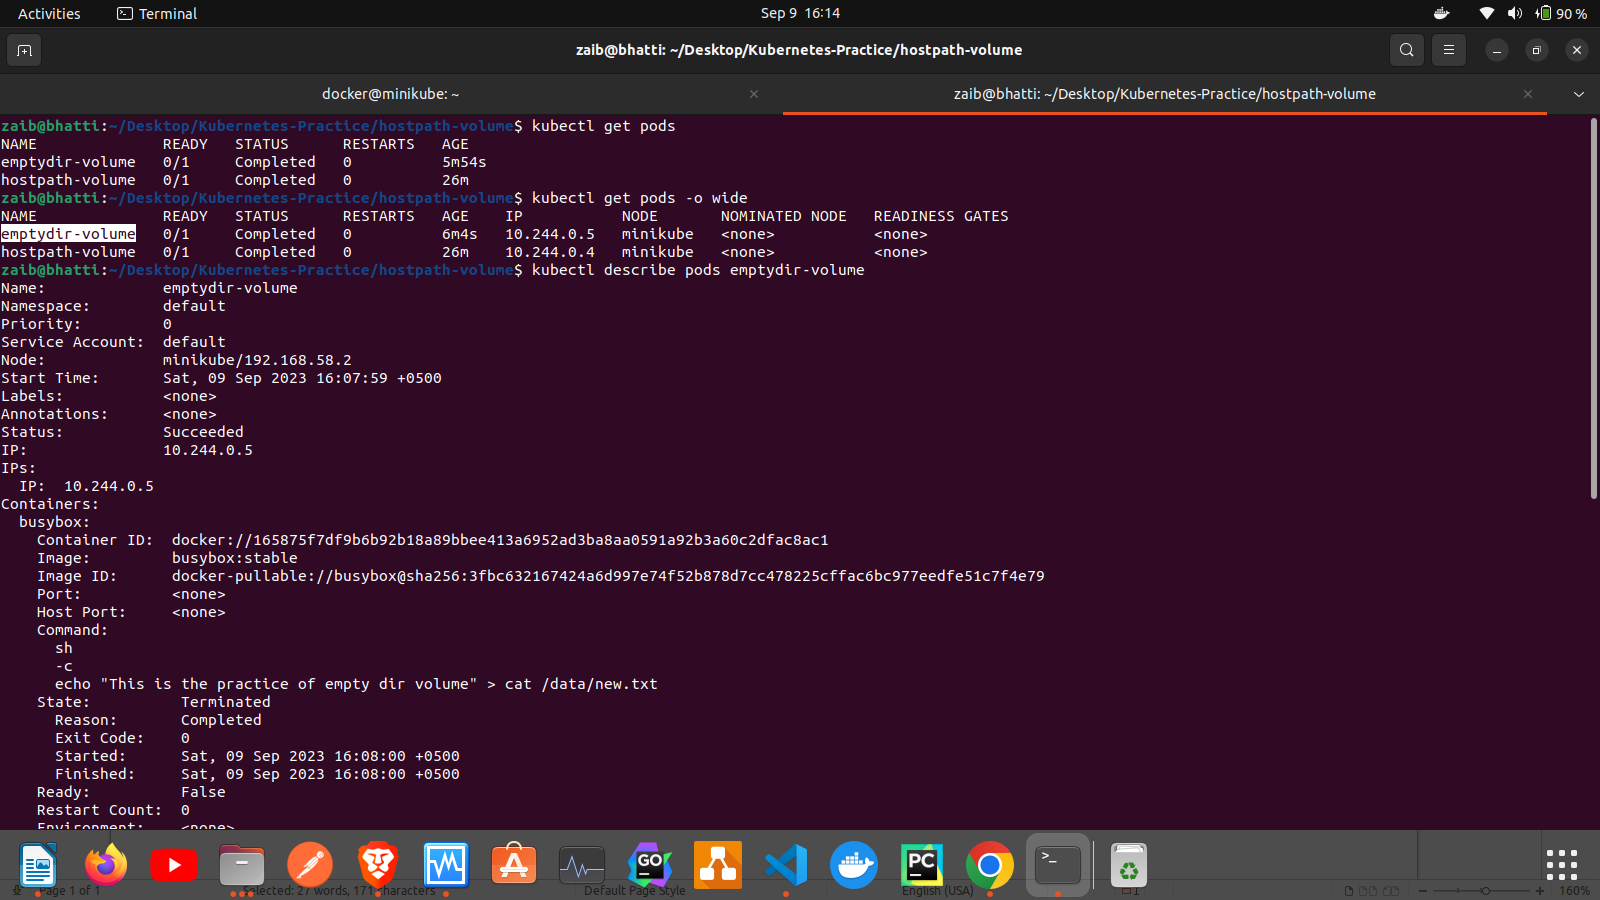 Activities Terminal Sep 9 16:14 90 %
zaib@bhatti: ~/Desktop/Kubernetes-Practice/hostpath-volume
docker@minikube: ~ zaib@bhatti: ~/Desktop/Kubernetes-Practice/hostpath-volume
zaib@bhatti:~/Desktop/Kubernetes-Practice/hostpath-volume$ kubectl get pods
NAME READY STATUS RESTARTS AGE
emptydir-volume 0/1 Completed 0 5m54s
hostpath-volume 0/1 Completed 0 26m
zaib@bhatti:~/Desktop/Kubernetes-Practice/hostpath-volume$ kubectl get pods -o wide
NAME READY STATUS RESTARTS AGE IP NODE NOMINATED NODE READINESS GATES
emptydir-volume 0/1 Completed 0 6m4s 10.244.0.5 minikube <none> <none>
hostpath-volume 0/1 Completed 0 26m 10.244.0.4 minikube <none> <none>
zaib@bhatti:~/Desktop/Kubernetes-Practice/hostpath-volume$ kubectl describe pods emptydir-volume
Name: emptydir-volume
Namespace: default
Priority: 0
Service Account: default
Node: minikube/192.168.58.2
Start Time: Sat, 09 Sep 2023 16:07:59 +0500
Labels: <none>
Annotations: <none>
Status: Succeeded
IP: 10.244.0.5
IPs:
IP: 10.244.0.5
Containers:
busybox:
Container ID: docker://165875f7df9b6b92b18a89bbee413a6952ad3ba8aa0591a92b3a60c2dfac8ac1
Image: busybox:stable
Image ID: docker-pullable://busybox@sha256:3fbc632167424a6d997e74f52b878d7cc478225cffac6bc977eedfe51c7f4e79
Port: <none>
Host Port: <none>
Command:
sh
-c
echo "This is the practice of empty dir volume" > cat /data/new.txt
State: Terminated
Reason: Completed
Exit Code: 0
Started: Sat, 09 Sep 2023 16:08:00 +0500
Finished: Sat, 09 Sep 2023 16:08:00 +0500
Ready: False
Restart Count: 0
Environment: <none>
GO PC >_
Page 1 of 1 Selected: 27 words, 171 characters Default Page Style English (USA) 160%